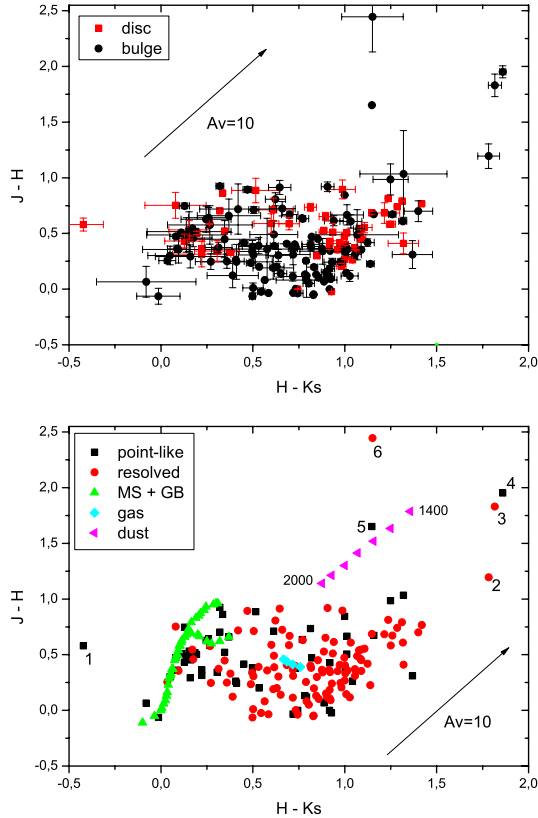 2,5
disc
bulge
2,0
1,5
Av=10
J - H
1,0
0,5
0,0
-0,5
-0,5 0,0 0,5 1,0 1,5 2,0
H - Ks
2,5
point-like
resolved
MS + GB
gas
dust
6
2,0
4
1400
3
5
1,5
2000
2
J - H
1,0
1
0,5
0,0
Av=10
-0,5
-0,5 0,0 0,5 1,0 1,5 2,0
H - Ks